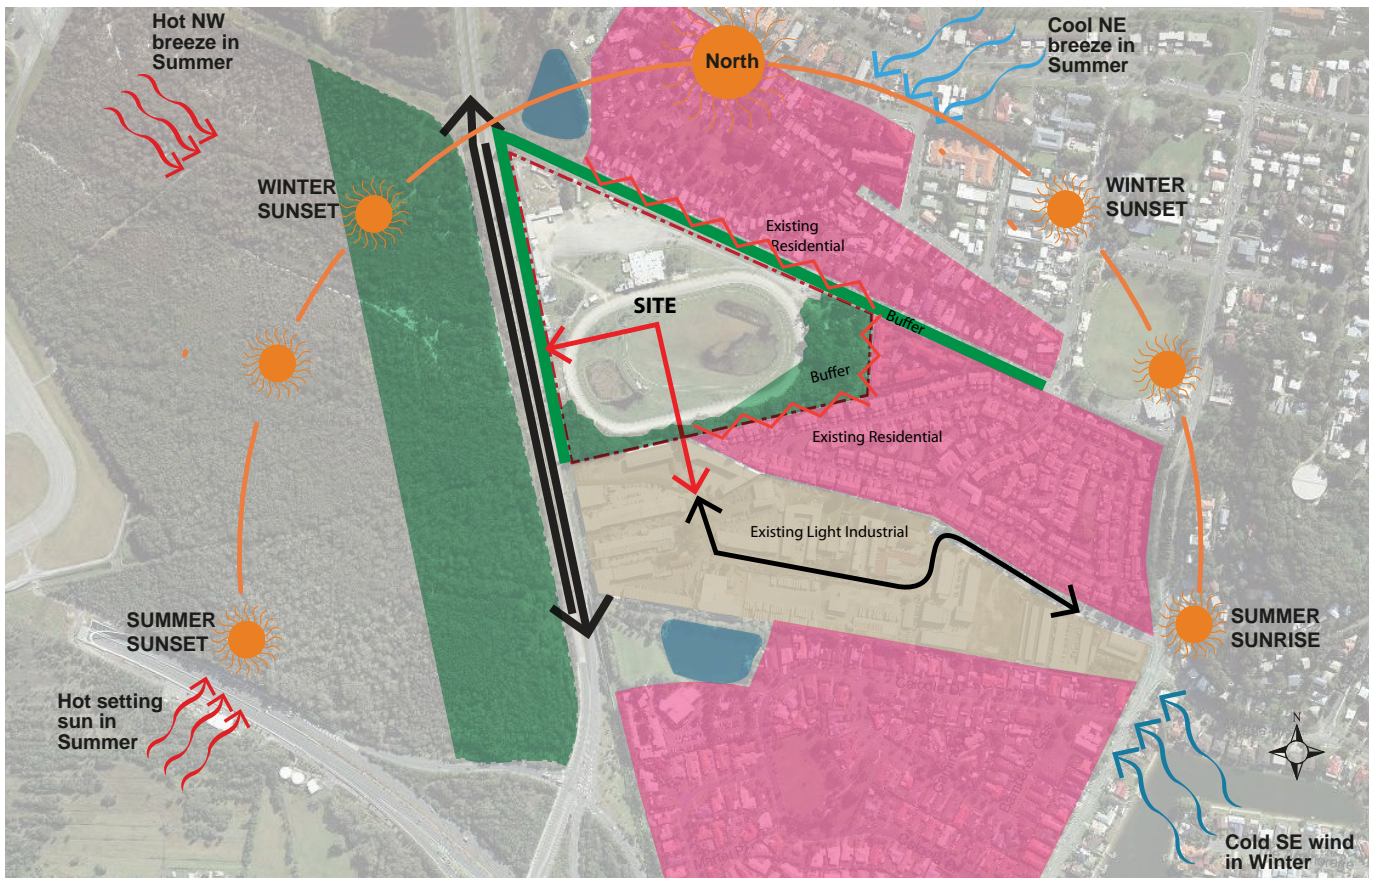 Hot NW
breeze in
Summer
North
Cool NE
breeze in
Summer
WINTER
SUNSET
WINTER
SUNSET
Existing
Residential
SITE
Buffer
Buffer
Existing Residential
Existing Light Industrial
SUMMER
SUNSET
SUMMER
SUNRISE
Hot setting
sun in
Summer
N
Cold SE wind
in Winter